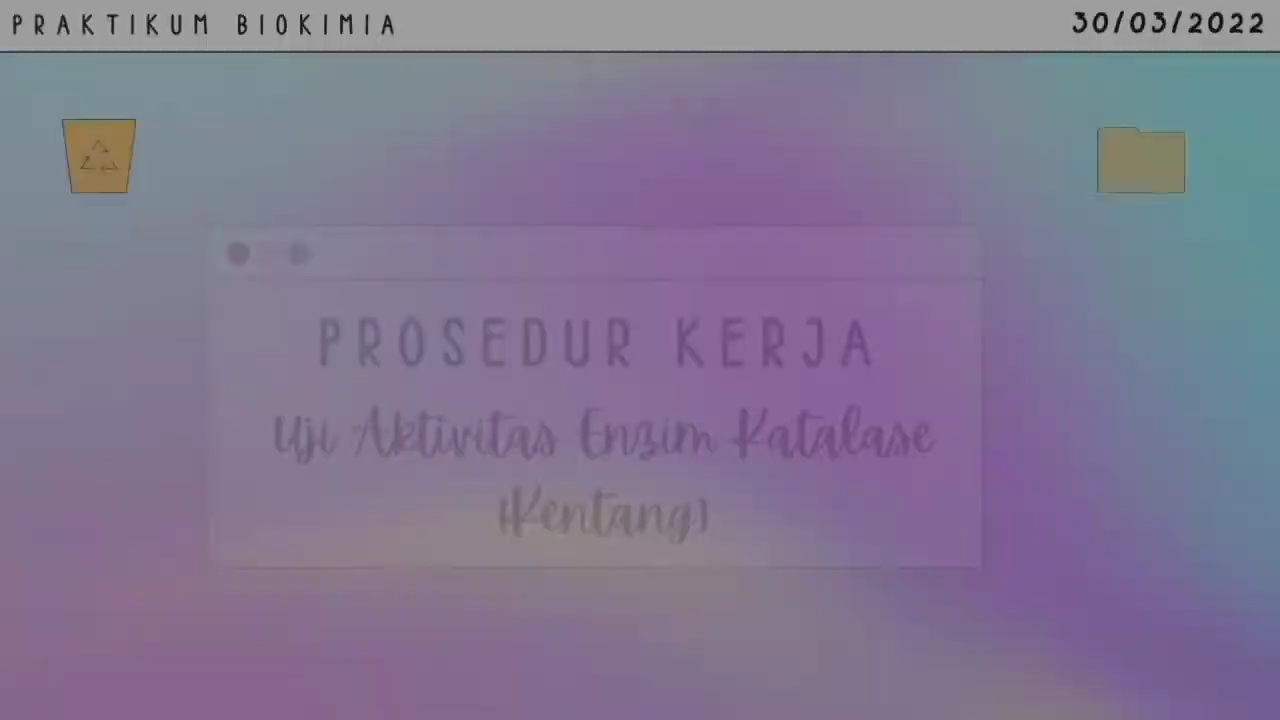 PRAKTIKUM BIOKIMIA
30/03/2022
PROSEDUR KERJA
Uji Aktivitas Enzim Katalase
(Kentang)